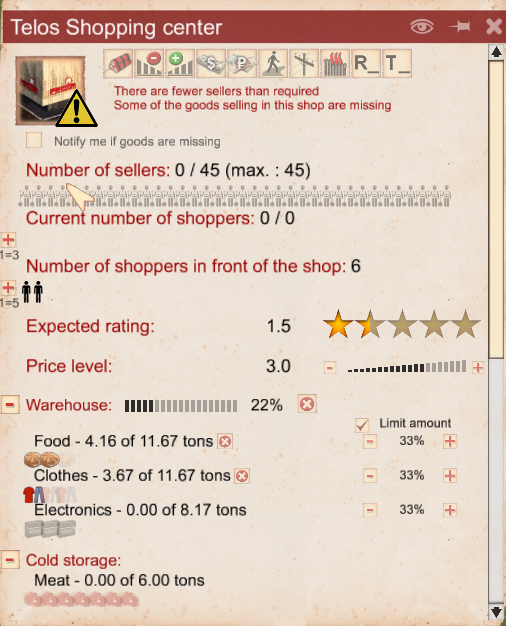 Telos Shopping center
R_ T_
There are fewer sellers than required
Some of the goods selling in this shop are missing
Notify me if goods are missing
Number of sellers: 0 / 45 (max. : 45)
Current number of shoppers: 0 / 0
1=3
Number of shoppers in front of the shop: 6
1=5
Expected rating: 1.5
Price level: 3.0
Warehouse: 22%
Limit amount
Food - 4.16 of 11.67 tons 33%
Clothes - 3.67 of 11.67 tons 33%
Electronics - 0.00 of 8.17 tons 33%
Cold storage:
Meat - 0.00 of 6.00 tons